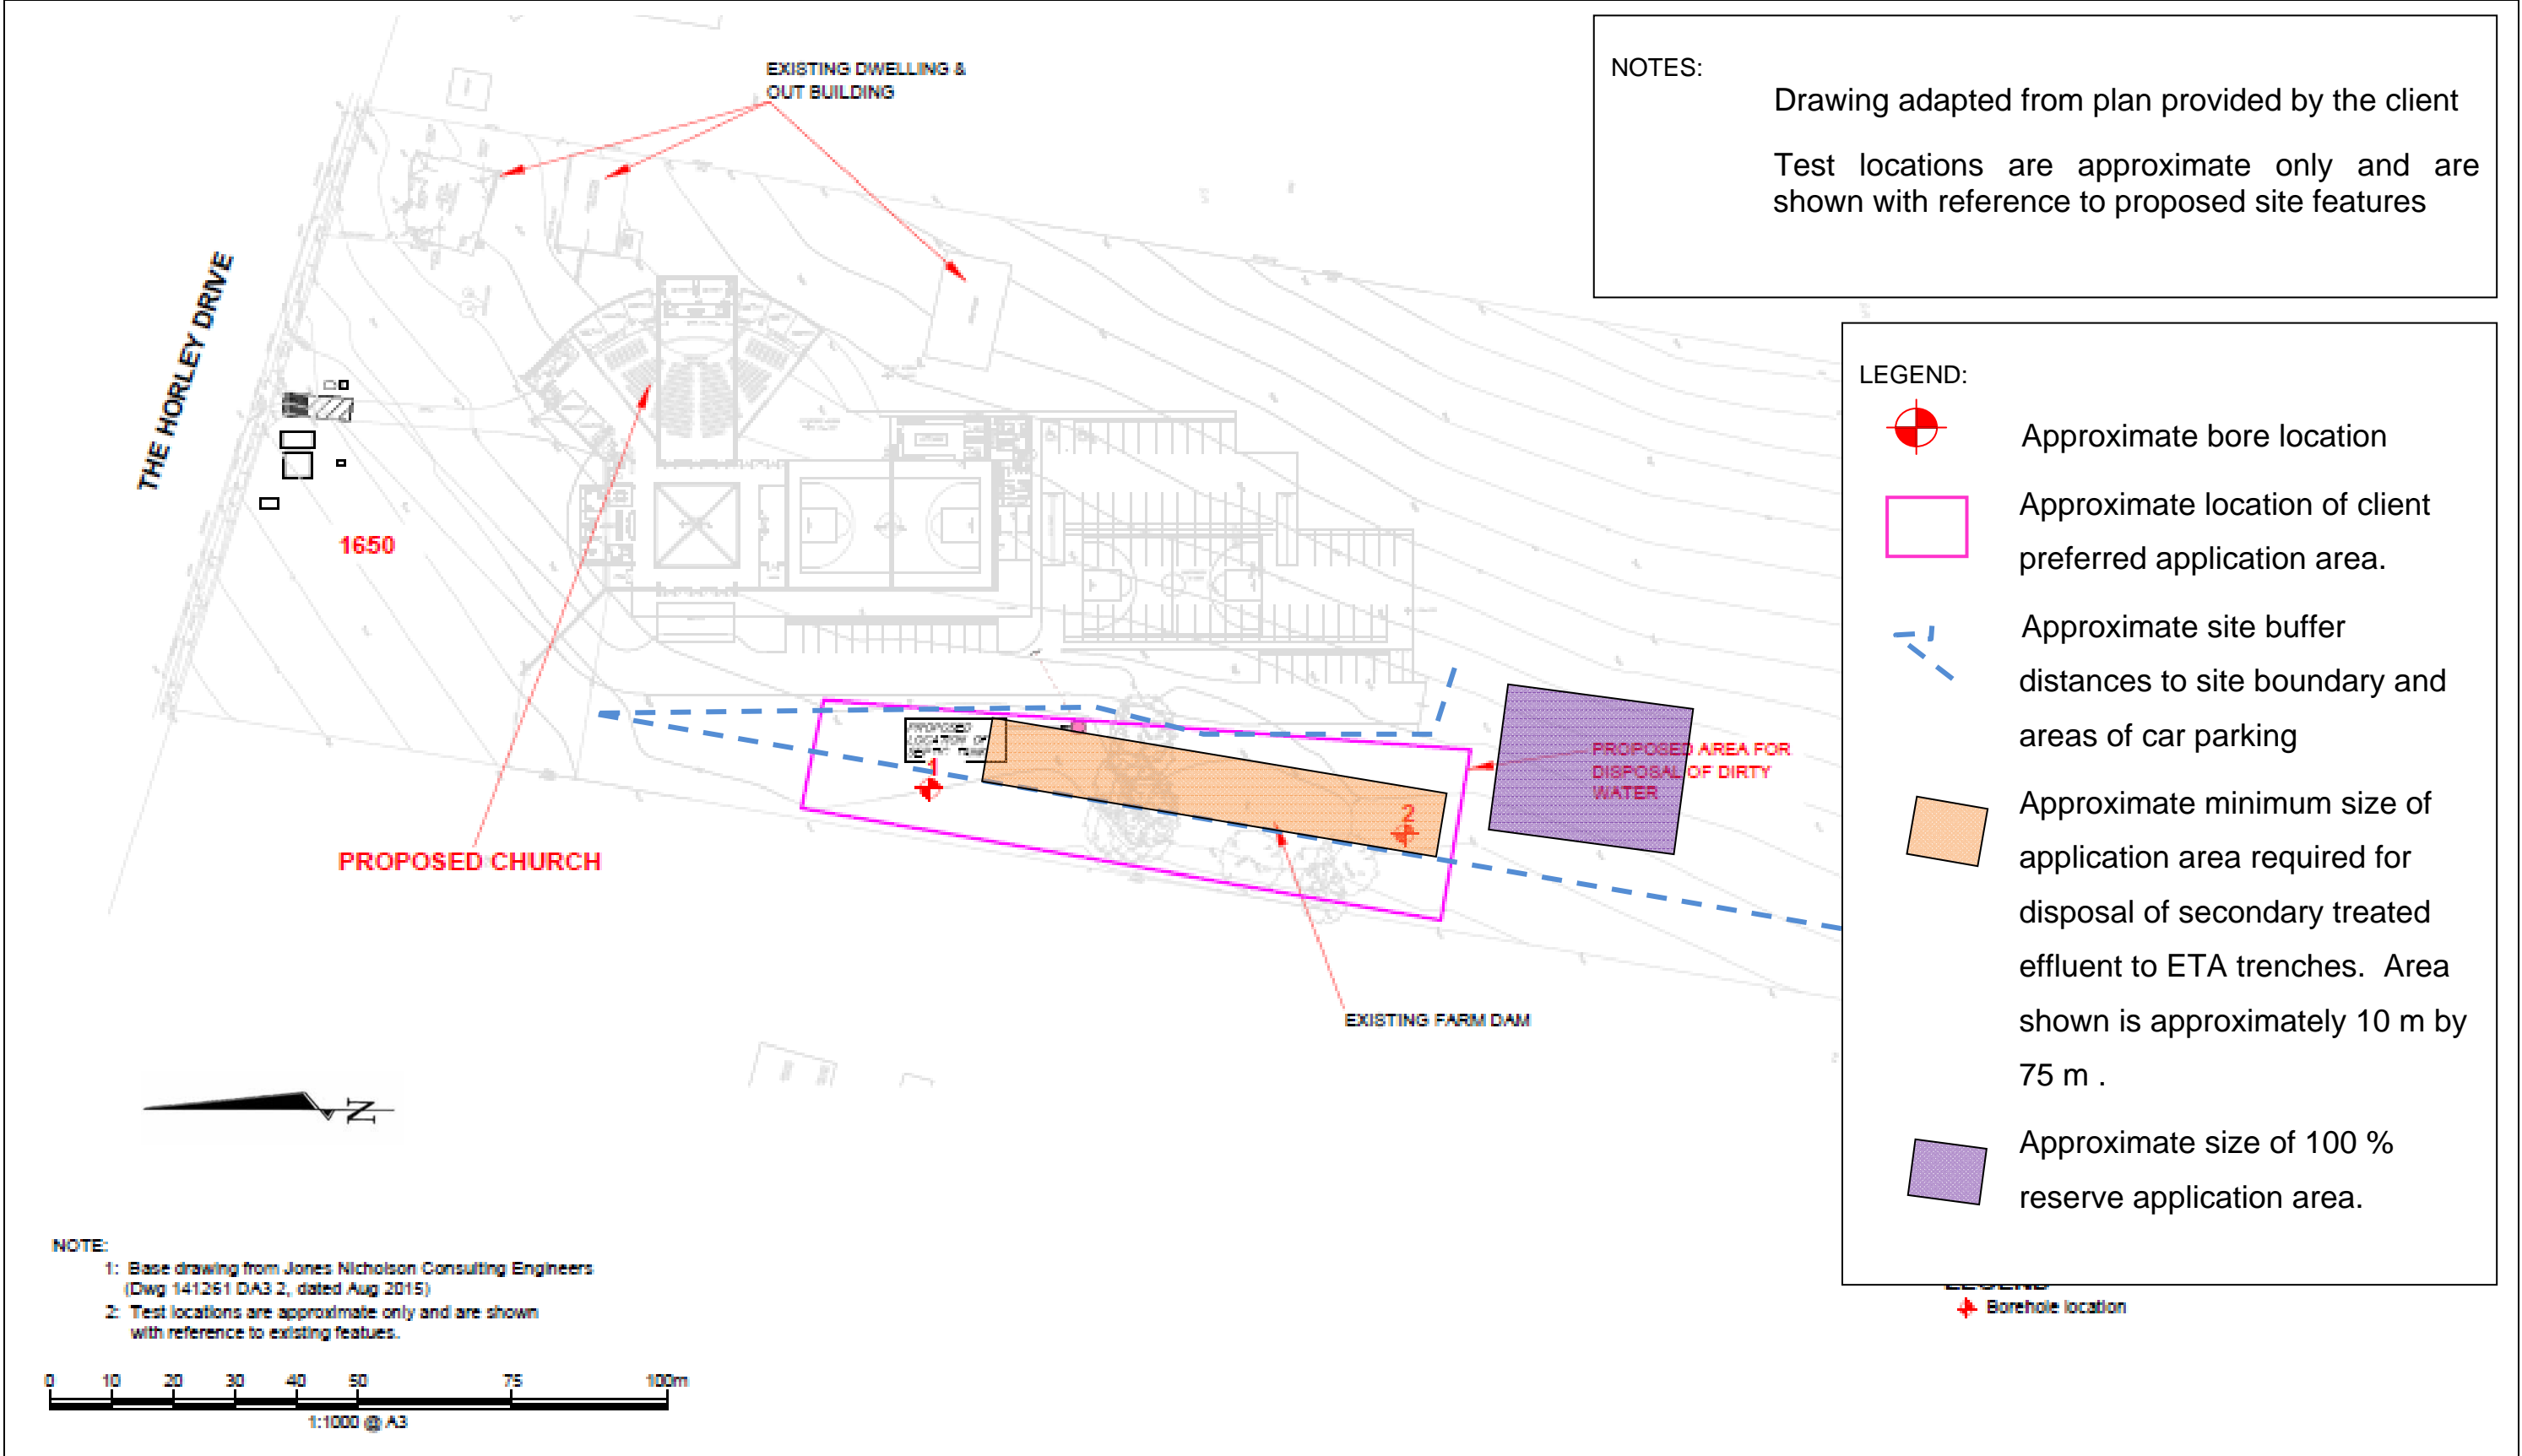 EXISTING DWELLING &
OUT BUILDING
THE HORLEY DRIVE
1650
PROPOSED CHURCH
PROPOSED
LOCATION OF
SEPTIC TANK
1
2
PROPOSED AREA FOR
DISPOSAL OF DIRTY
WATER
EXISTING FARM DAM
N
NOTES:
Drawing adapted from plan provided by the client
Test locations are approximate only and are
shown with reference to proposed site features
LEGEND:
Approximate bore location
Approximate location of client
preferred application area.
Approximate site buffer
distances to site boundary and
areas of car parking
Approximate minimum size of
application area required for
disposal of secondary treated
effluent to ETA trenches. Area
shown is approximately 10 m by
75 m .
Approximate size of 100 %
reserve application area.
LEGEND
Borehole location
NOTE:
1: Base drawing from Jones Nicholson Consulting Engineers
(Dwg 141261 DA3 2, dated Aug 2015)
2: Test locations are approximate only and are shown
with reference to existing featues.
0 10 20 30 40 50 75 100m
1:1000 @ A3